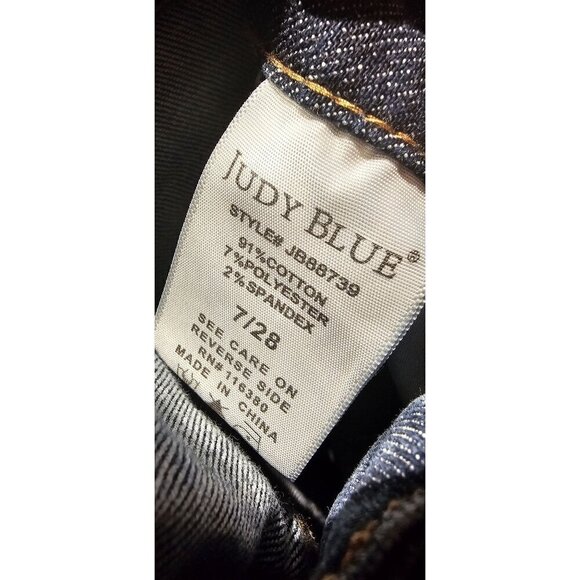 JUDY BLUE®
STYLE# JB88739
91%COTTON
7%POLYESTER
2%SPANDEX
7/28
SEE CARE ON
REVERSE SIDE
RN# 116380
MADE IN CHINA